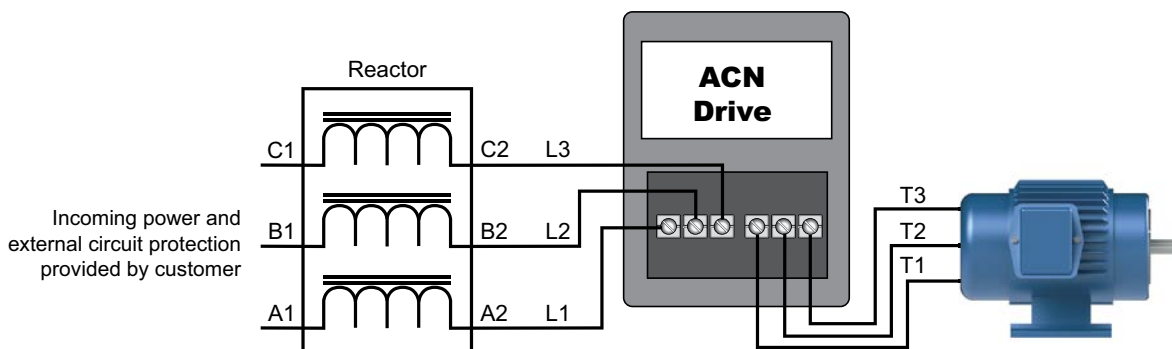 Reactor
ACN
Drive
C1
C2
L3
B1
B2
L2
A1
A2
L1
Incoming power and
external circuit protection
provided by customer
T3
T2
T1